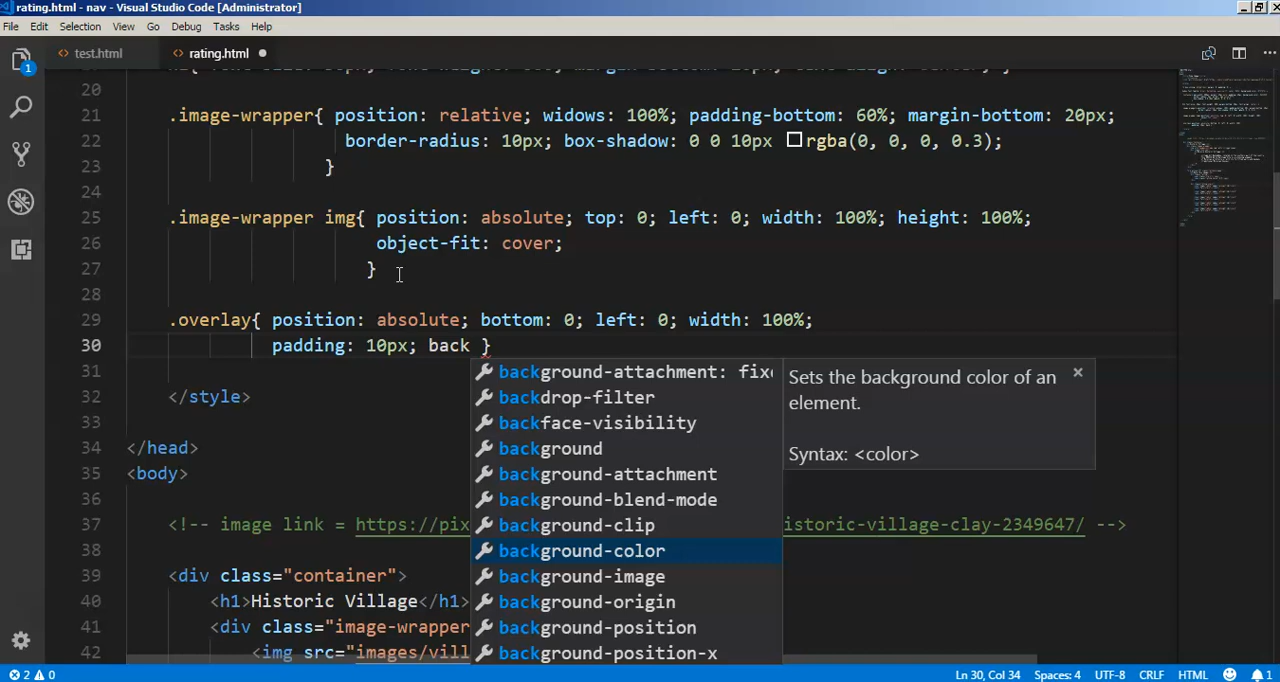 rating.html - nav - Visual Studio Code [Administrator]
File Edit Selection View Go Debug Tasks Help
test.html rating.html
1
20
21 .image-wrapper{ position: relative; widows: 100%; padding-bottom: 60%; margin-bottom: 20px;
22 border-radius: 10px; box-shadow: 0 0 10px rgba(0, 0, 0, 0.3);
23 }
24
25 .image-wrapper img{ position: absolute; top: 0; left: 0; width: 100%; height: 100%;
26 object-fit: cover;
27 }
28
29 .overlay{ position: absolute; bottom: 0; left: 0; width: 100%;
30 padding: 10px; back }
31
32 </style>
33
34 </head>
35 <body>
36
37 <!-- image link = https://pix istoric-village-clay-2349647/ -->
38
39 <div class="container">
40 <h1>Historic Village</h1>
41 <div class="image-wrapper
42 <img src="images/vill
background-attachment: fixe
backdrop-filter
backface-visibility
background
background-attachment
background-blend-mode
background-clip
background-color
background-image
background-origin
background-position
background-position-x
Sets the background color of an
element.
Syntax: <color>
2 0 Ln 30, Col 34 Spaces: 4 UTF-8 CRLF HTML 1